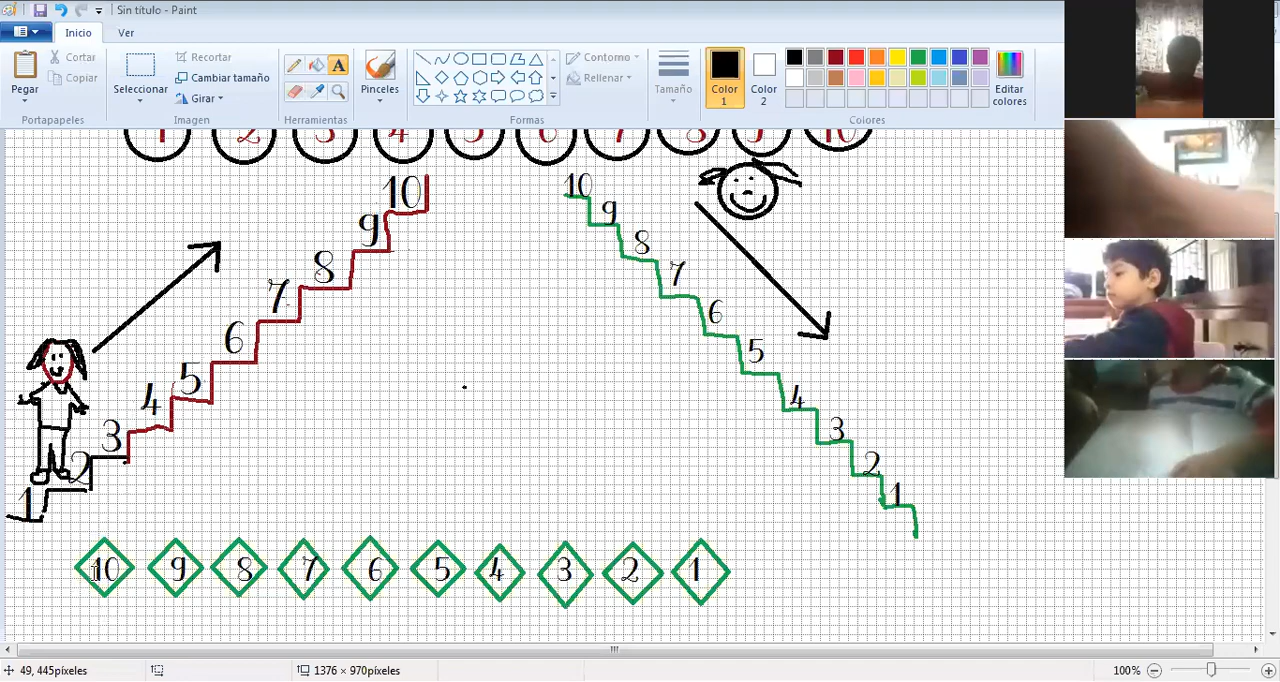 Sin título - Paint
Inicio Ver
Pegar
Cortar
Copiar
Portapapeles
Seleccionar
Recortar
Cambiar tamaño
Girar
Imagen
A
Herramientas
Pinceles
Formas
Contorno
Rellenar
Tamaño
Color 1
Color 2
Editar colores
Colores
1 2 3 4 5 6 7 8 9 10
1
2
3
4
5
6
7
8
9
10
10
9
8
7
6
5
4
3
2
1
10 9 8 7 6 5 4 3 2 1
49, 445píxeles
1376 × 970píxeles
100%